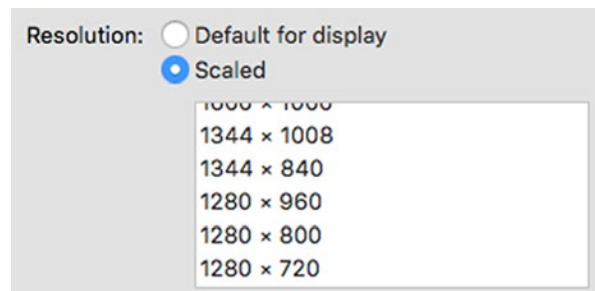 Resolution: Default for display
Scaled
1344 × 1008
1344 × 840
1280 × 960
1280 × 800
1280 × 720